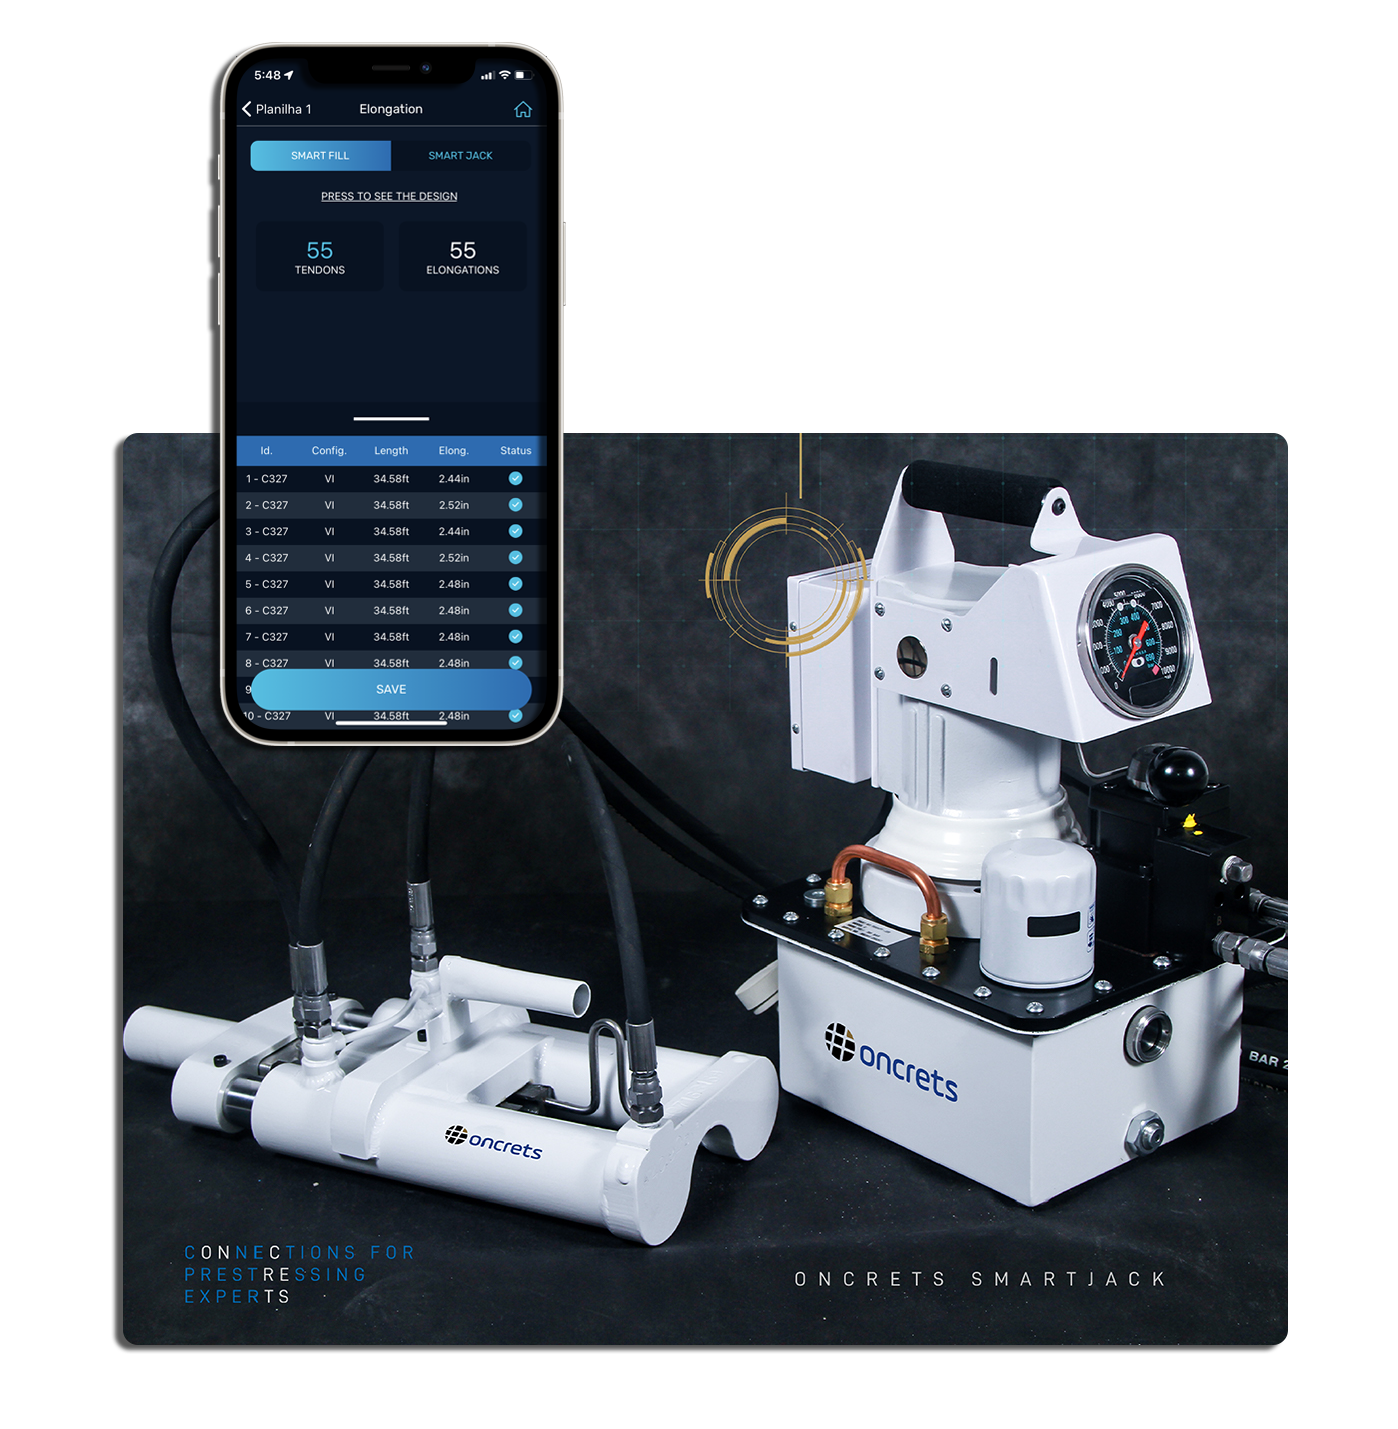 5:48
Planilha 1 Elongation
SMART FILL SMART JACK
PRESS TO SEE THE DESIGN
55 55
TENDONS ELONGATIONS
Id. Config. Length Elong. Status
1 - C327 VI 34.58ft 2.44in
2 - C327 VI 34.58ft 2.52in
3 - C327 VI 34.58ft 2.44in
4 - C327 VI 34.58ft 2.52in
5 - C327 VI 34.58ft 2.48in
6 - C327 VI 34.58ft 2.48in
7 - C327 VI 34.58ft 2.48in
8 - C327 VI 34.58ft 2.48in
9
SAVE
10 - C327 VI 34.58ft 2.48in
oncrets
oncrets
BAR 2
CONNECTIONS FOR
PRESTRESSING
EXPERTS
ONCRETS SMARTJACK